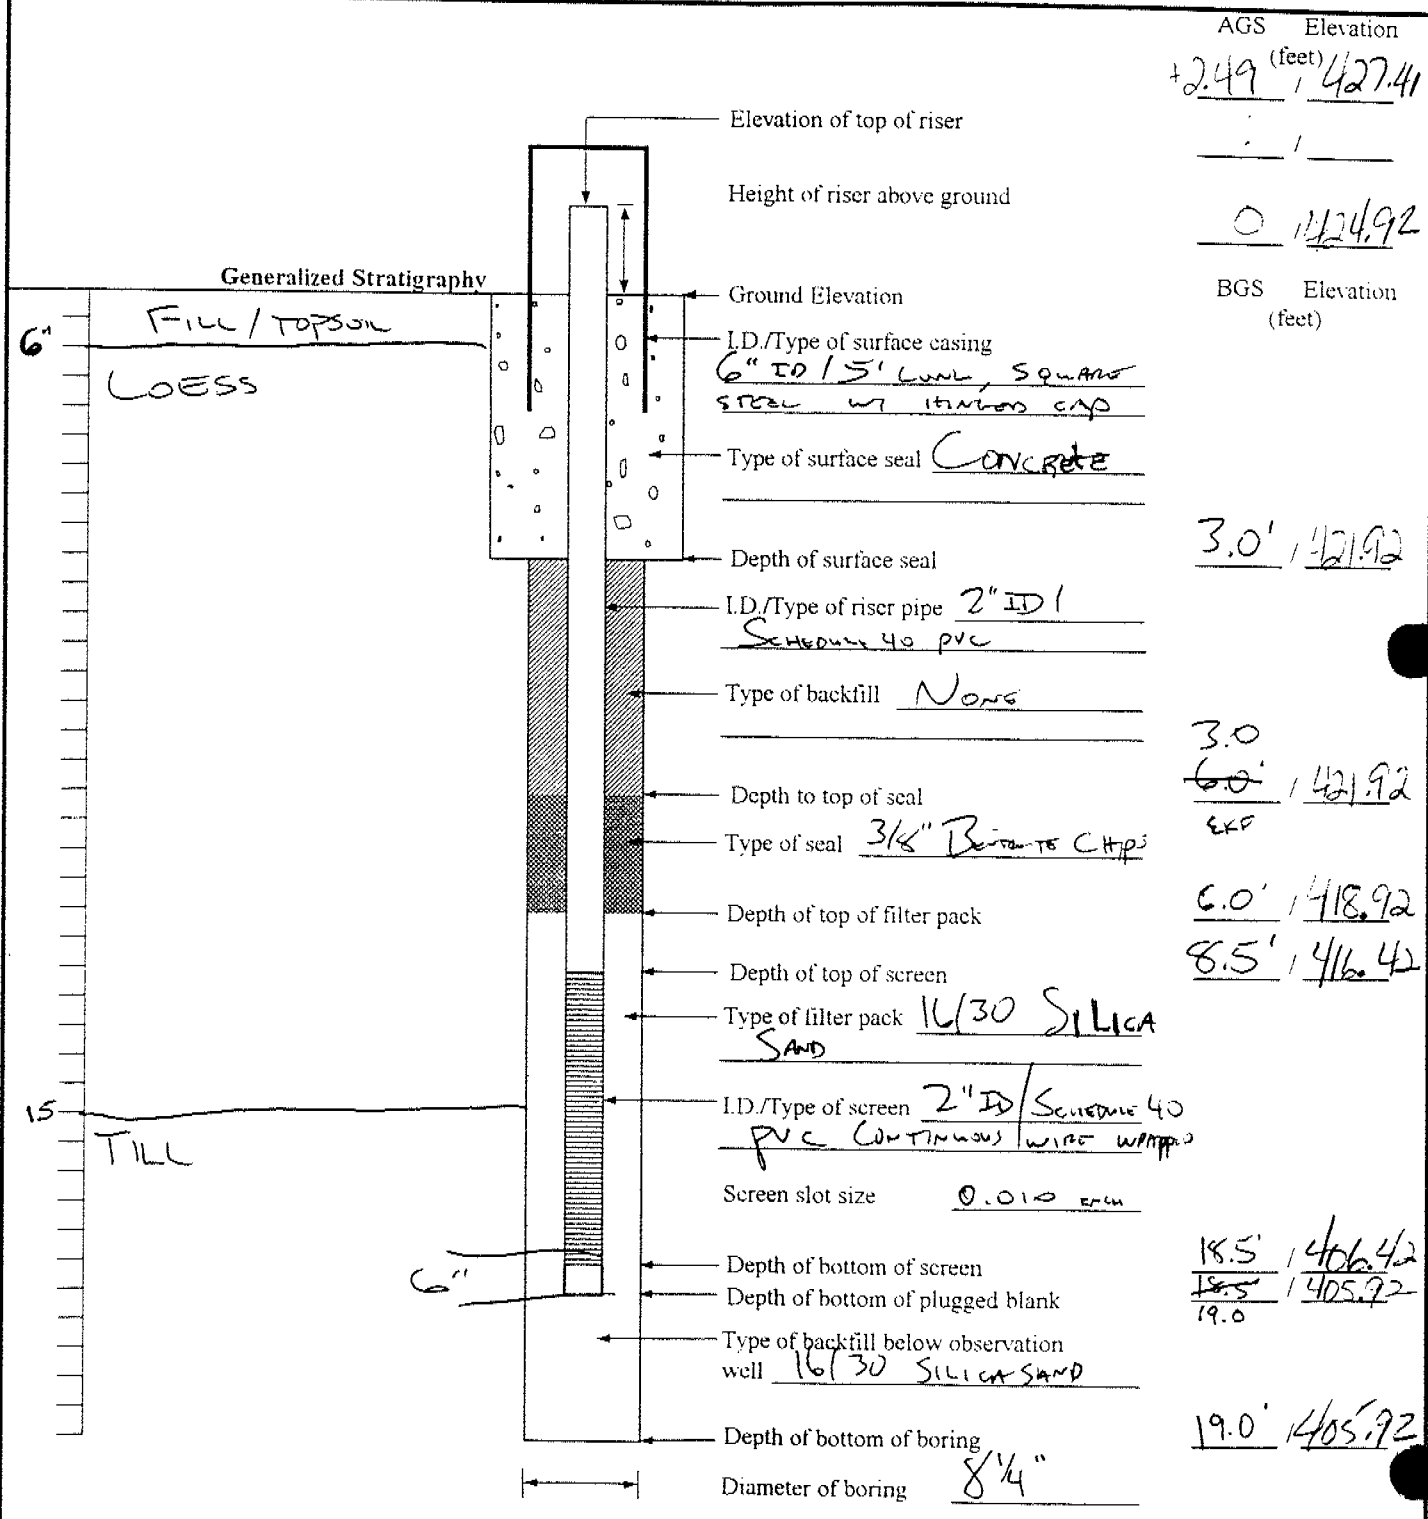 AGS Elevation
(feet)
+2.49 / 427.41
Elevation of top of riser
. / 
Height of riser above ground
0 / 424.92
Generalized Stratigraphy
Ground Elevation
BGS Elevation
(feet)
FILL / TOPSOIL
6"
I.D./Type of surface casing
6" ID / 5' LONG, SQUARE
STEEL W/ HINGED CAP
LOESS
Type of surface seal CONCRETE
Depth of surface seal 3.0' / 421.92
I.D./Type of riser pipe 2" ID /
SCHEDULE 40 PVC
Type of backfill NONE
3.0
Depth to top of seal 6.0' / 421.92
EKF
Type of seal 3/8" BENTONITE CHIPS
Depth of top of filter pack 6.0' / 418.92
Depth of top of screen 8.5' / 416.42
Type of filter pack 16/30 SILICA
SAND
15
I.D./Type of screen 2" ID / SCHEDULE 40
PVC CONTINUOUS WIRE WRAPPED
TILL
Screen slot size 0.010 INCH
6"
Depth of bottom of screen 18.5' / 406.42
Depth of bottom of plugged blank 18.5 / 405.92
19.0
Type of backfill below observation
well 16/30 SILICA SAND
Depth of bottom of boring 19.0' / 405.92
Diameter of boring 8 1/4"